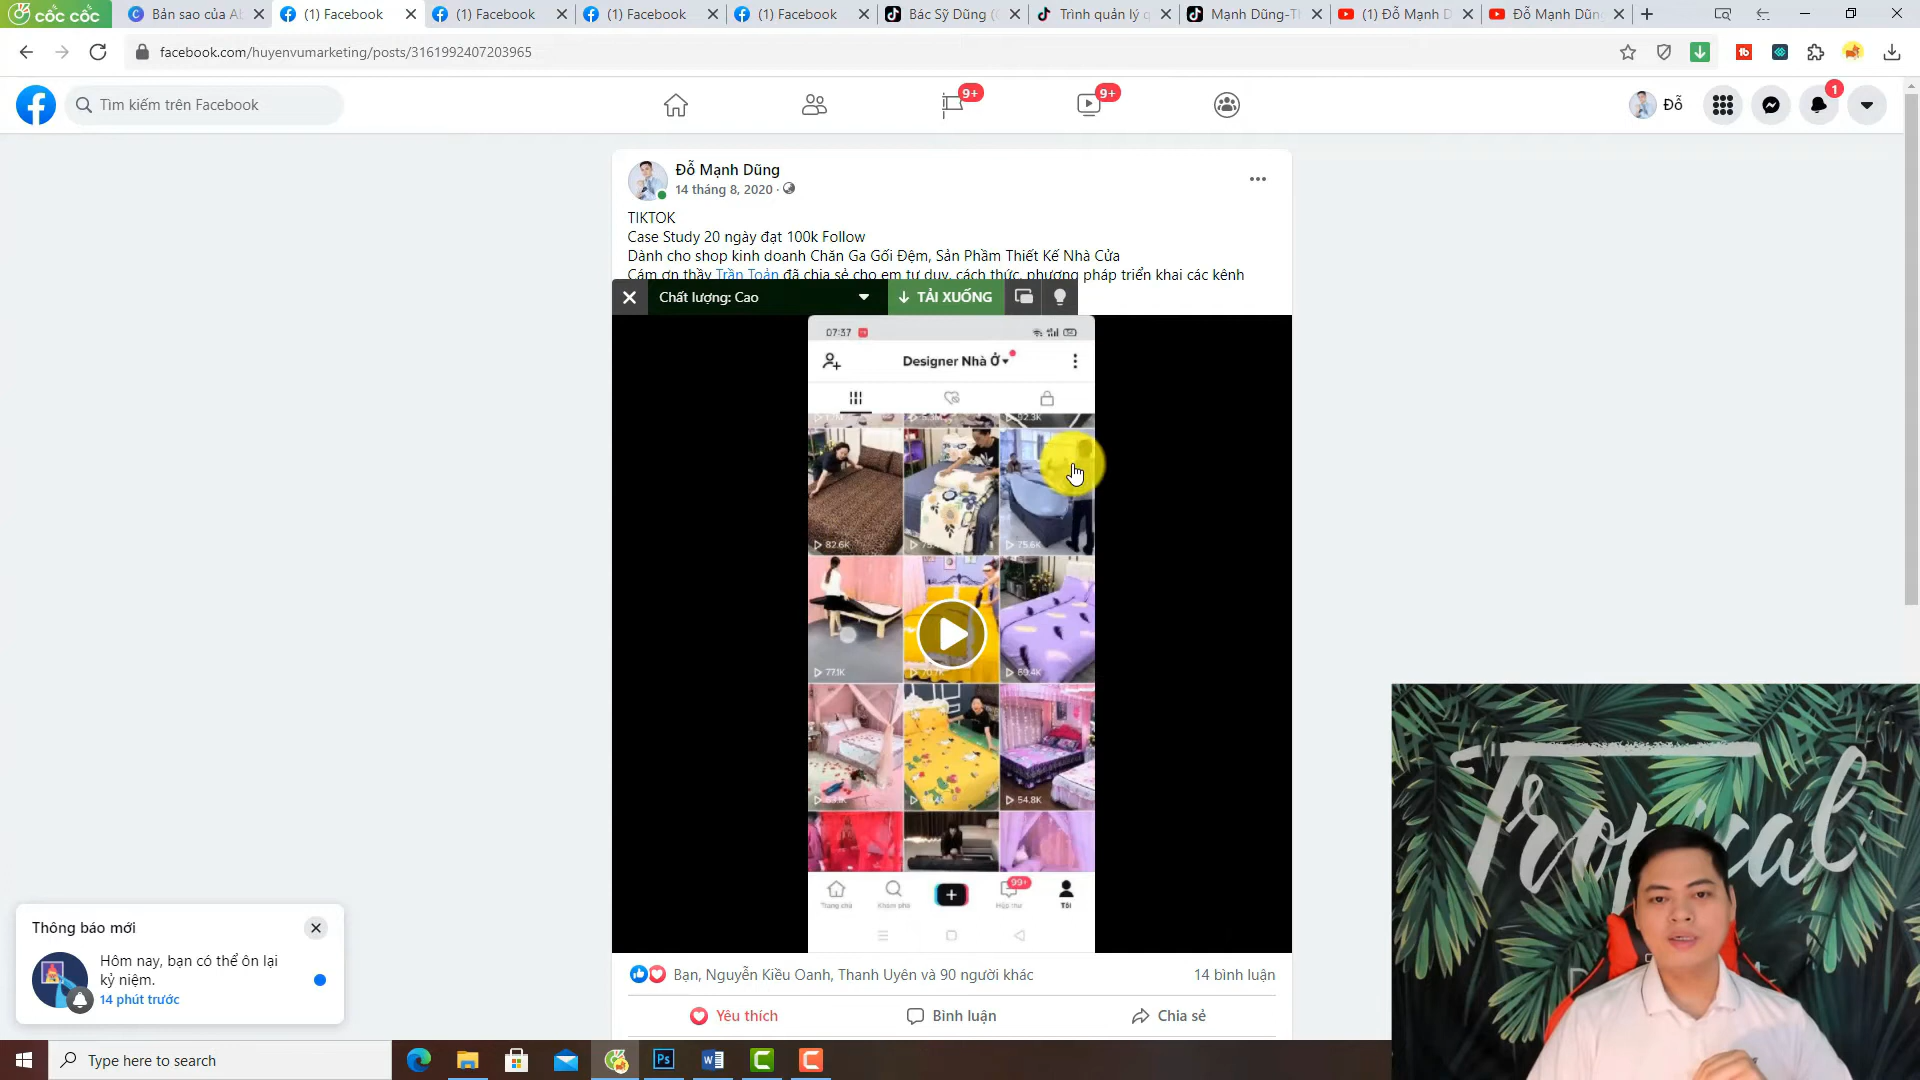 cốc cốc
Bản sao của A
(1) Facebook
(1) Facebook
(1) Facebook
(1) Facebook
Bác Sỹ Dũng (
Trình quản lý
Mạnh Dũng-T
(1) Đỗ Mạnh D
Đỗ Mạnh Dũn
facebook.com/huyenvumarketing/posts/3161992407203965
Tìm kiếm trên Facebook
9+
9+
Đỗ
1
Đỗ Mạnh Dũng
14 tháng 8, 2020 ·
TIKTOK
Case Study 20 ngày đạt 100k Follow
Dành cho shop kinh doanh Chăn Ga Gối Đệm, Sản Phầm Thiết Kế Nhà Cửa
Cám ơn thầy Trần Toản đã chia sẻ cho em tư duy, cách thức, phương pháp triển khai các kênh
Chất lượng: Cao
TẢI XUỐNG
07:37
Designer Nhà Ở
82.6K
75.6K
77.1K
69.4K
54.8K
99+
Trang chủ
Khám phá
Hộp thư
Tôi
Tropical
Thông báo mới
Hôm nay, bạn có thể ôn lại
kỷ niệm.
14 phút trước
Bạn, Nguyễn Kiều Oanh, Thanh Uyên và 90 người khác
14 bình luận
Yêu thích
Bình luận
Chia sẻ
Type here to search
Ps